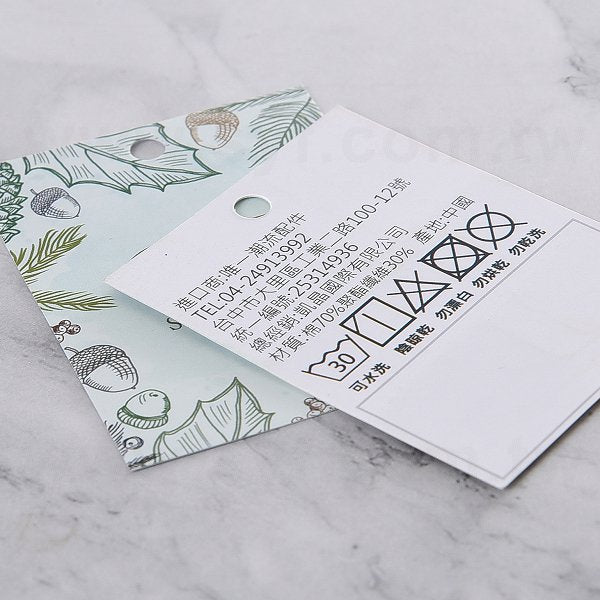 進口商:唯一潮流配件
TEL:04-24913992
台中市大里區工業二路100-12號
統一編號:25314936
總經銷:凱晶國際有限公司
材質:棉70%聚酯纖維30% 產地:中國
30
可水洗 陰晾乾 勿漂白 勿烘乾 勿乾洗
S